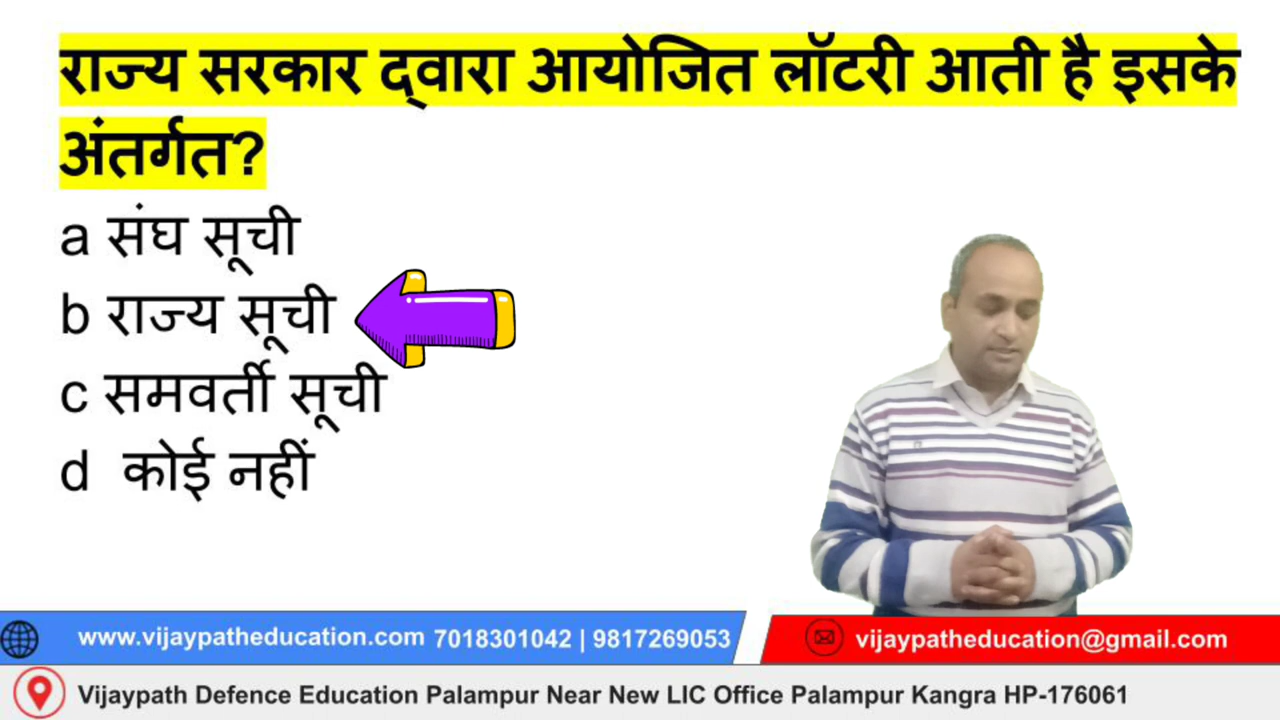 राज्य सरकार द्वारा आयोजित लॉटरी आती है इसके
अंतर्गत?
a संघ सूची
b राज्य सूची
c समवर्ती सूची
d कोई नहीं
www.vijaypatheducation.com 7018301042 | 9817269053
vijaypatheducation@gmail.com
Vijaypath Defence Education Palampur Near New LIC Office Palampur Kangra HP-176061